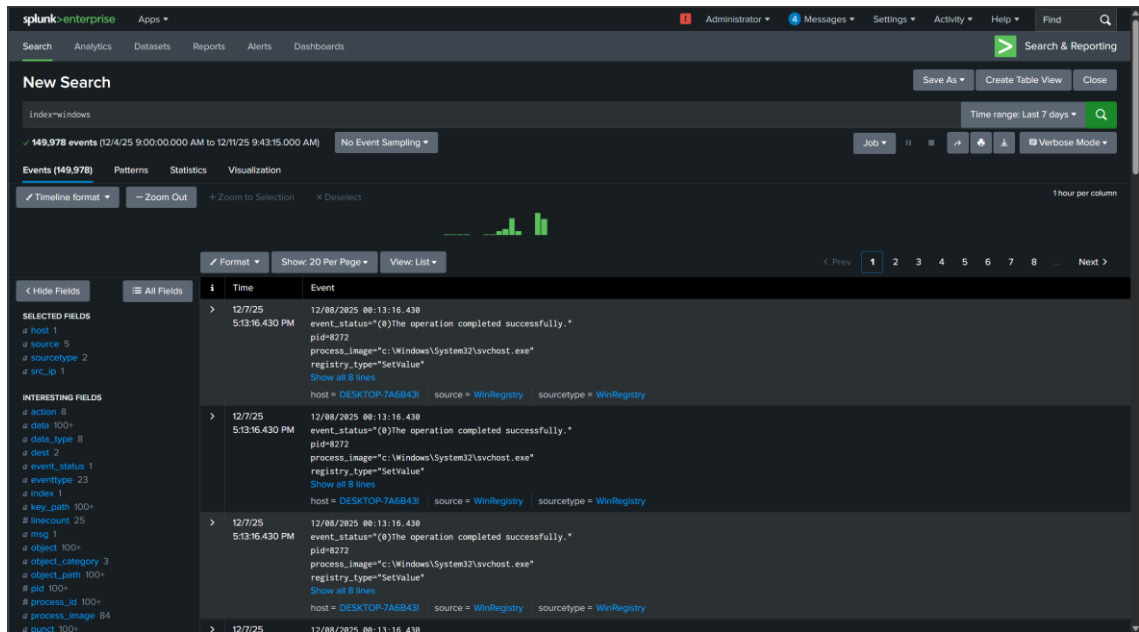 splunk>enterprise Apps ▾ ! Administrator ▾ 4 Messages ▾ Settings ▾ Activity ▾ Help ▾ Find
Search Analytics Datasets Reports Alerts Dashboards > Search & Reporting
New Search Save As ▾ Create Table View Close
index=windows Time range: Last 7 days ▾
✓ 149,978 events (12/4/25 9:00:00.000 AM to 12/11/25 9:43:15.000 AM) No Event Sampling ▾ Job ▾ Verbose Mode ▾
Events (149,978) Patterns Statistics Visualization
Timeline format ▾ — Zoom Out + Zoom to Selection × Deselect 1 hour per column
Format ▾ Show: 20 Per Page ▾ View: List ▾ < Prev 1 2 3 4 5 6 7 8 ... Next >
< Hide Fields All Fields i Time Event
SELECTED FIELDS
a host 1
a source 5
a sourcetype 2
a src_ip 1
INTERESTING FIELDS
a action 8
a data 100+
a data_type 8
a dest 2
a event_status 1
a eventtype 23
a index 1
a key_path 100+
# linecount 25
a msg 1
a object 100+
a object_category 3
a object_path 100+
# pid 100+
# process_id 100+
a process_image 84
a punct 100+
> 12/7/25 12/08/2025 00:13:16.430
5:13:16.430 PM event_status="(0)The operation completed successfully."
pid=8272
process_image="c:\Windows\System32\svchost.exe"
registry_type="SetValue"
Show all 8 lines
host = DESKTOP-7A6B43I source = WinRegistry sourcetype = WinRegistry
> 12/7/25 12/08/2025 00:13:16.430
5:13:16.430 PM event_status="(0)The operation completed successfully."
pid=8272
process_image="c:\Windows\System32\svchost.exe"
registry_type="SetValue"
Show all 8 lines
host = DESKTOP-7A6B43I source = WinRegistry sourcetype = WinRegistry
> 12/7/25 12/08/2025 00:13:16.430
5:13:16.430 PM event_status="(0)The operation completed successfully."
pid=8272
process_image="c:\Windows\System32\svchost.exe"
registry_type="SetValue"
Show all 8 lines
host = DESKTOP-7A6B43I source = WinRegistry sourcetype = WinRegistry
> 12/7/25 12/08/2025 00:13:16.430